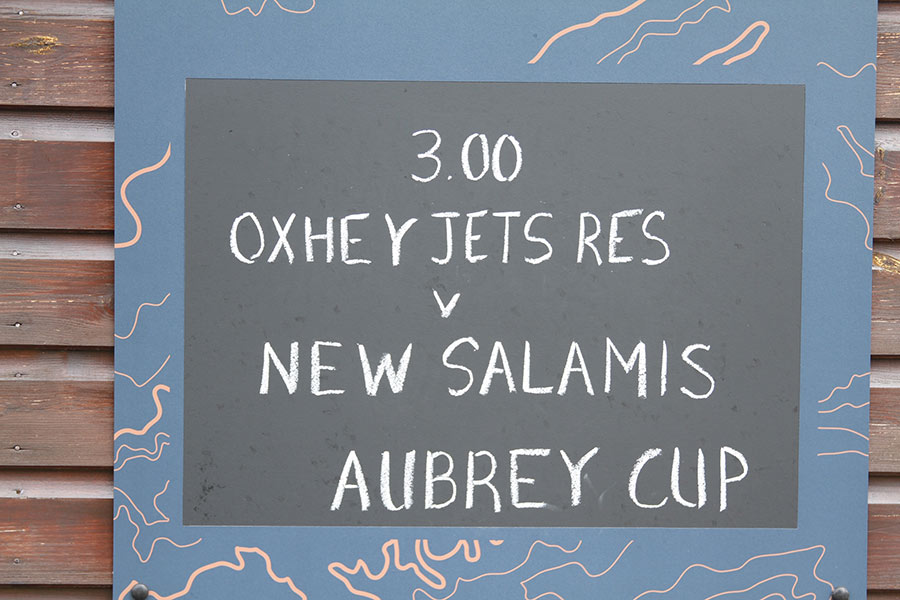 3.00
OXHEY JETS RES
v
NEW SALAMIS
AUBREY CUP